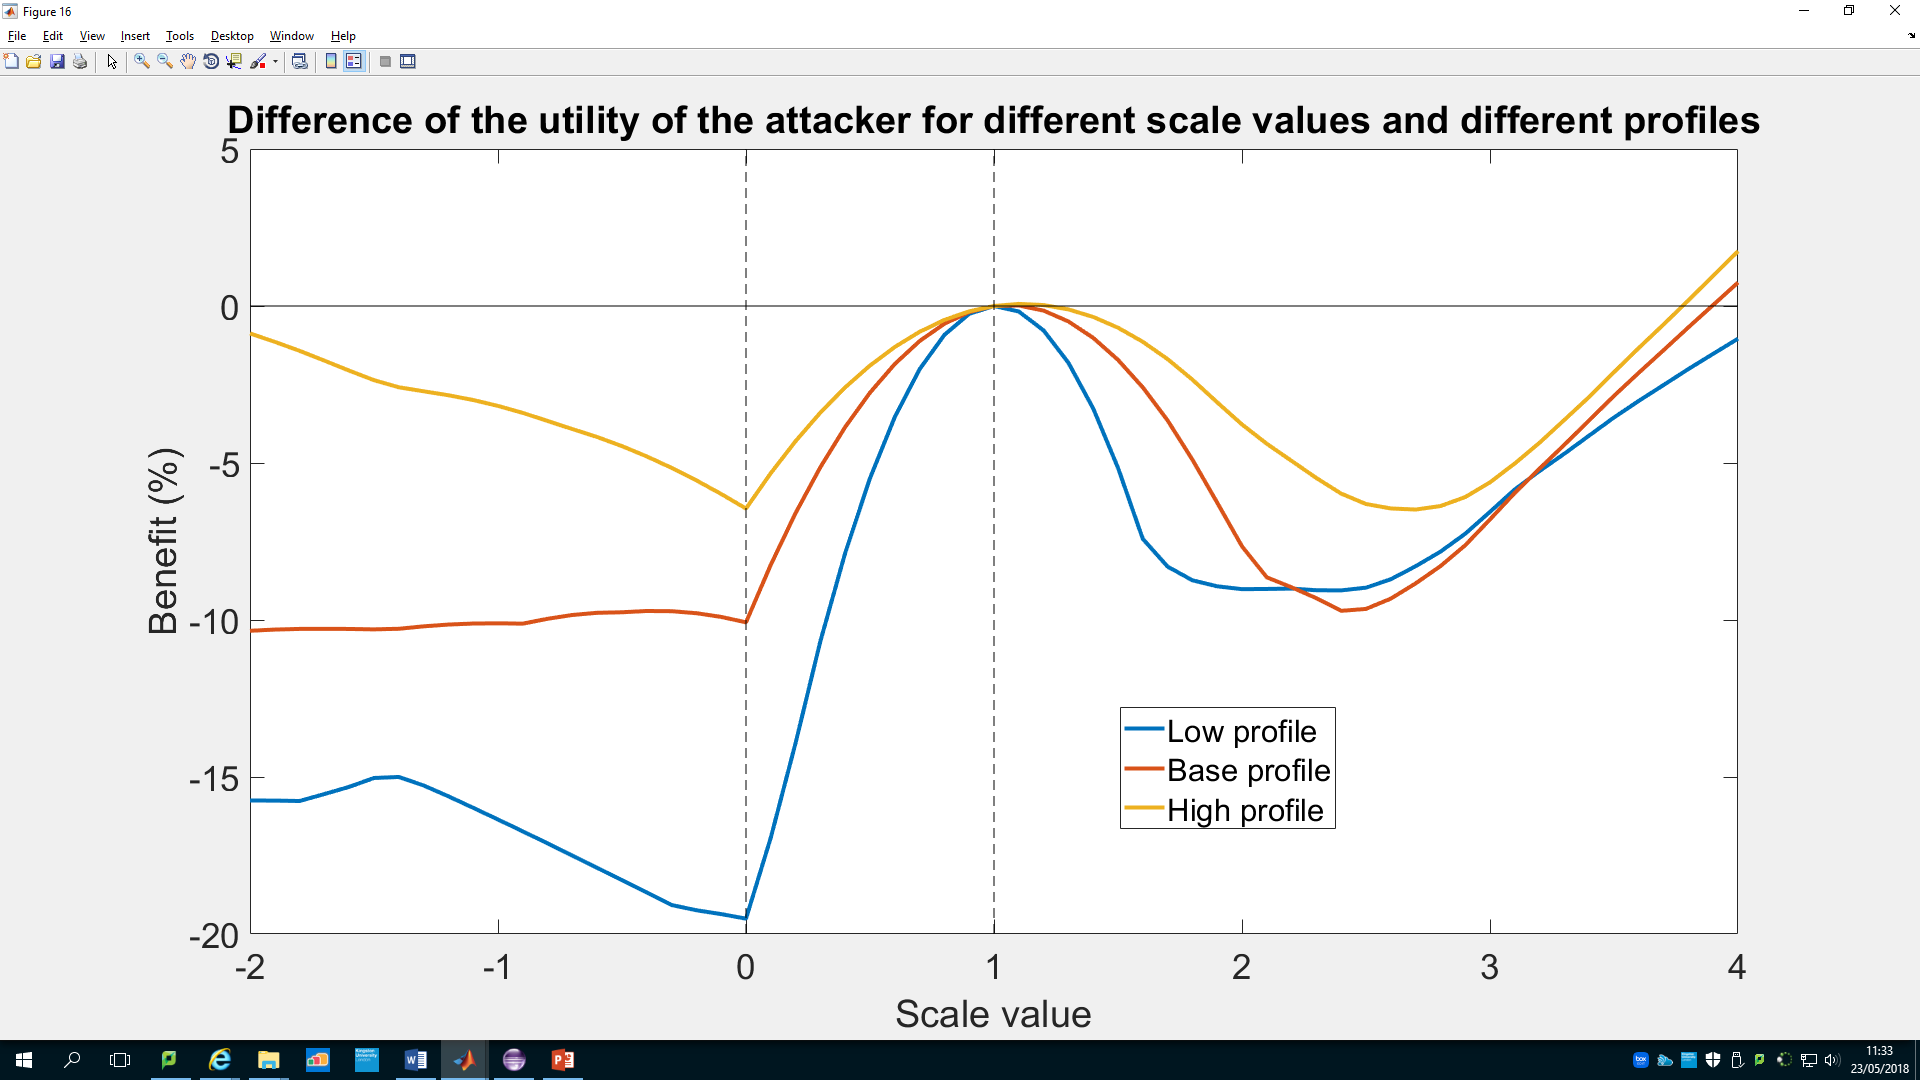 Figure 16
File Edit View Insert Tools Desktop Window Help
Difference of the utility of the attacker for different scale values and different profiles
5
0
-5
-10
-15
-20
Benefit (%)
-2 -1 0 1 2 3 4
Scale value
Low profile
Base profile
High profile
11:33
23/05/2018